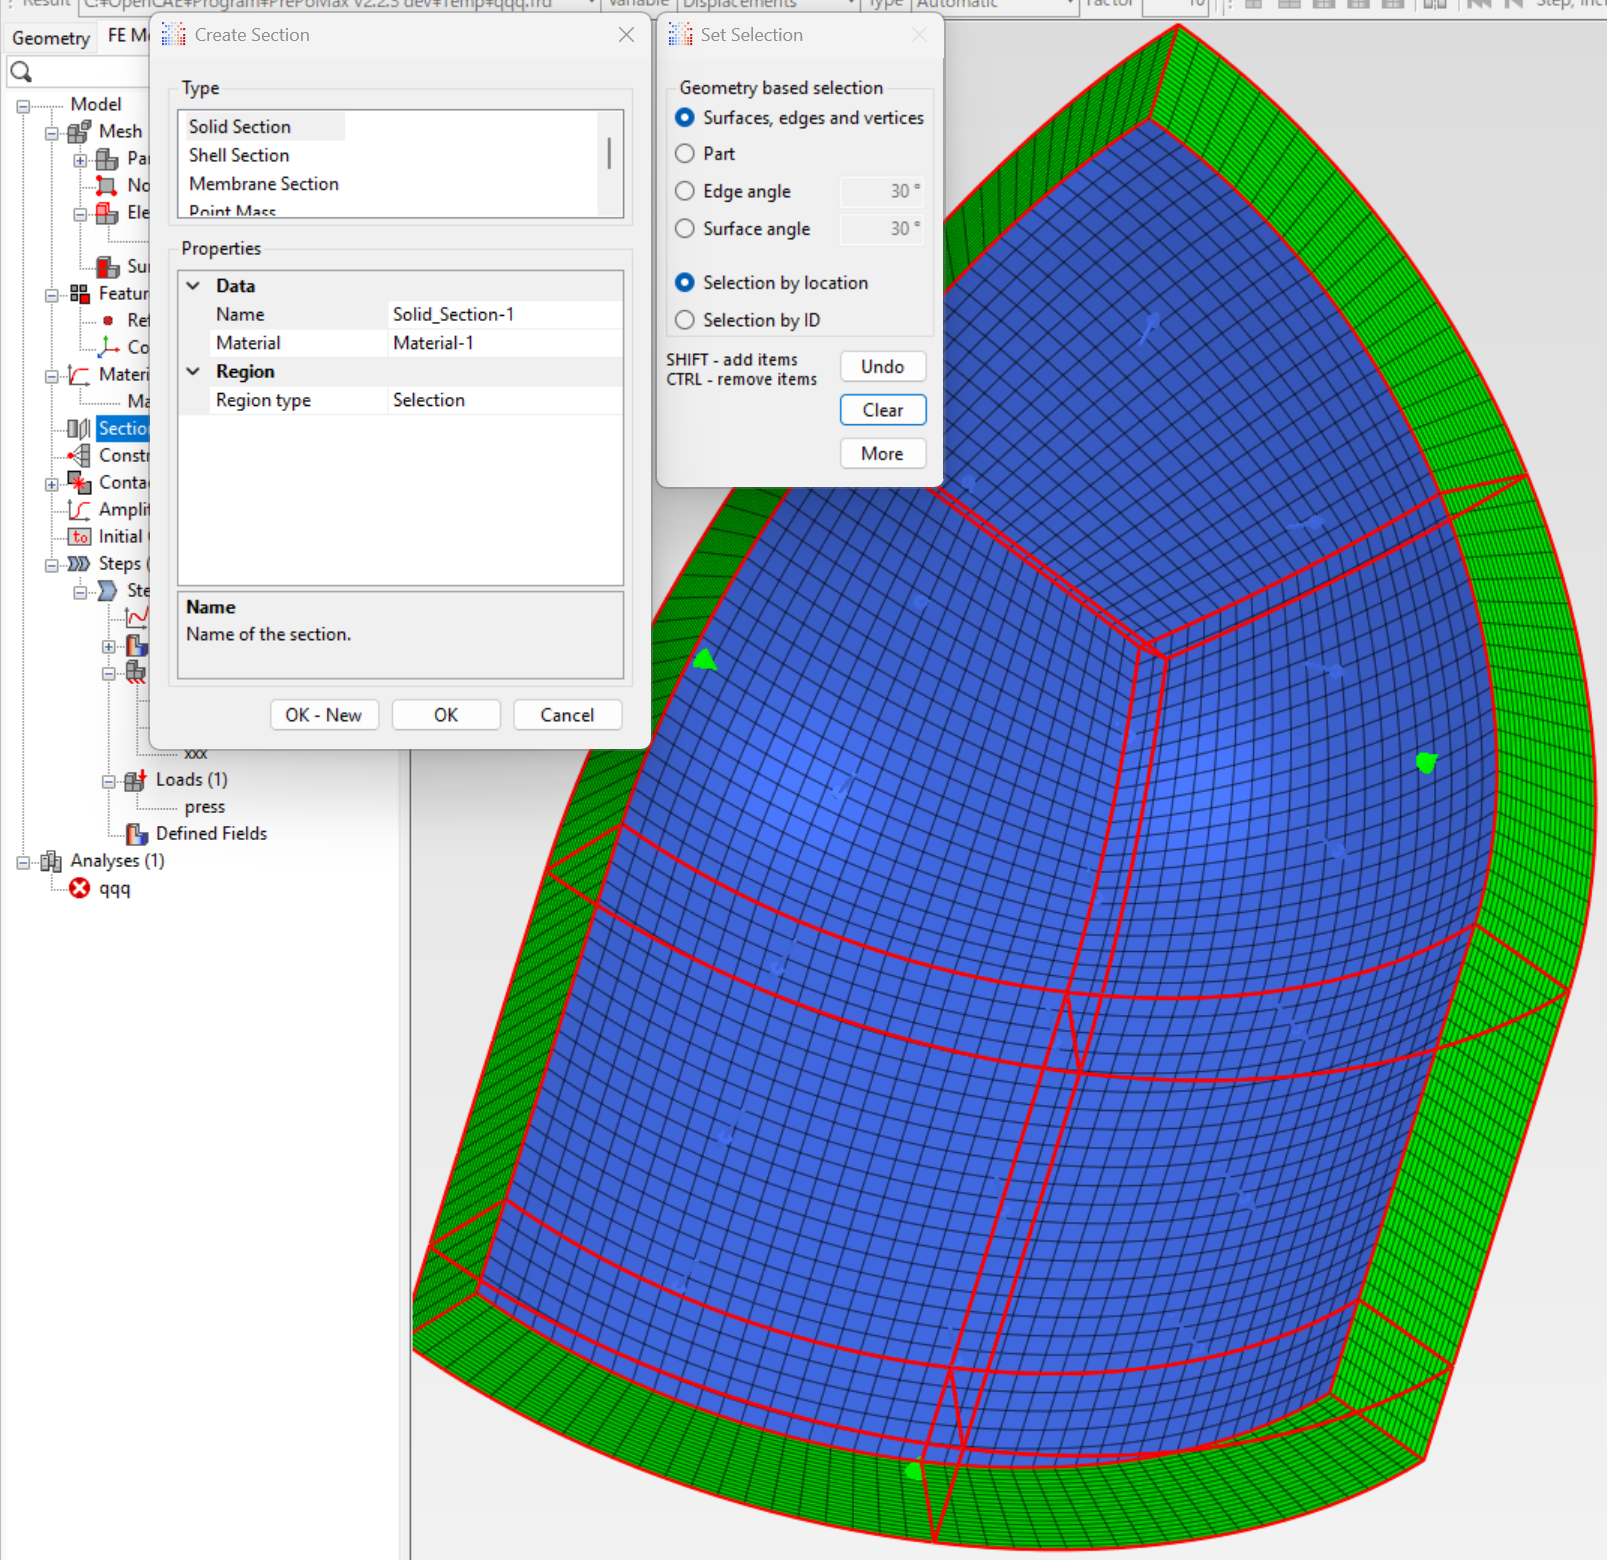 Result C:¥OpenCAE¥Program¥PrePoMax v2.2.3 dev¥Temp¥qqq.frd Variable Displacements Type Automatic Factor 10 Step,
Geometry FE M
Create Section
Set Selection
Type
Solid Section
Shell Section
Membrane Section
Point Mass
Properties
Data
Name Solid_Section-1
Material Material-1
Region
Region type Selection
Name
Name of the section.
OK - New OK Cancel
Geometry based selection
Surfaces, edges and vertices
Part
Edge angle 30 °
Surface angle 30 °
Selection by location
Selection by ID
SHIFT - add items
CTRL - remove items
Undo
Clear
More
Model
Mesh
Pa
No
Ele
Su
Featur
Ref
Co
Materi
Ma
Sectio
Constr
Conta
Amplit
to Initial
Steps (
Ste
xxx
Loads (1)
press
Defined Fields
Analyses (1)
qqq